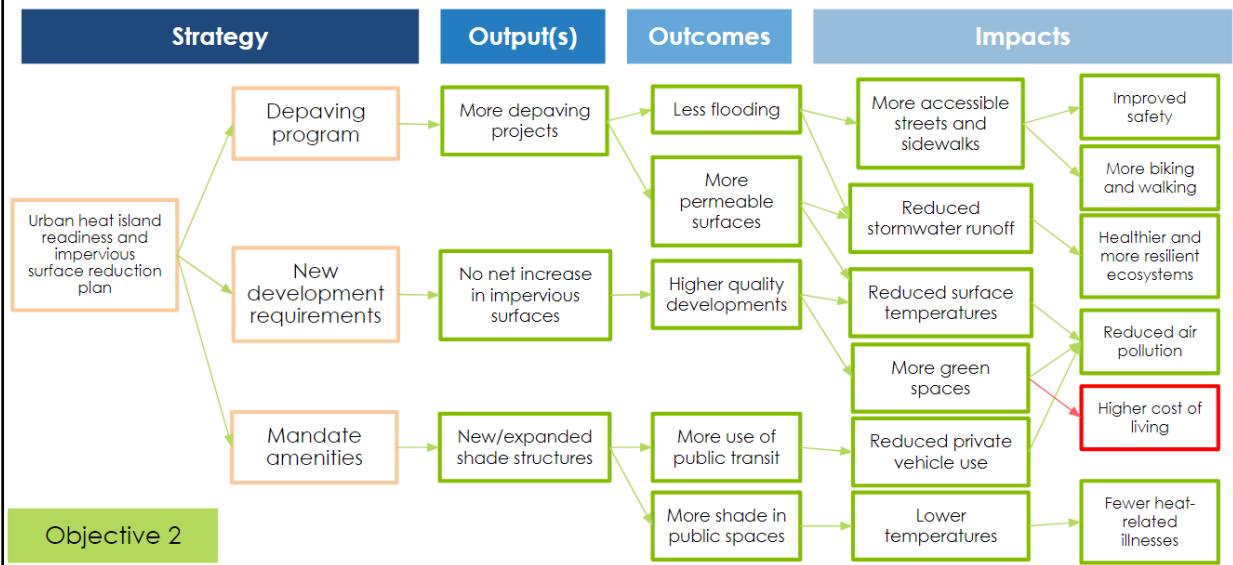 Strategy
Output(s)
Outcomes
Impacts
Urban heat island
readiness and
impervious
surface reduction
plan
Depaving
program
New
development
requirements
Mandate
amenities
More depaving
projects
No net increase
in impervious
surfaces
New/expanded
shade structures
Less flooding
More
permeable
surfaces
Higher quality
developments
More use of
public transit
More shade in
public spaces
More accessible
streets and
sidewalks
Reduced
stormwater runoff
Reduced surface
temperatures
More green
spaces
Reduced private
vehicle use
Lower
temperatures
Improved
safety
More biking
and walking
Healthier and
more resilient
ecosystems
Reduced air
pollution
Higher cost of
living
Fewer heat-
related
illnesses
Objective 2